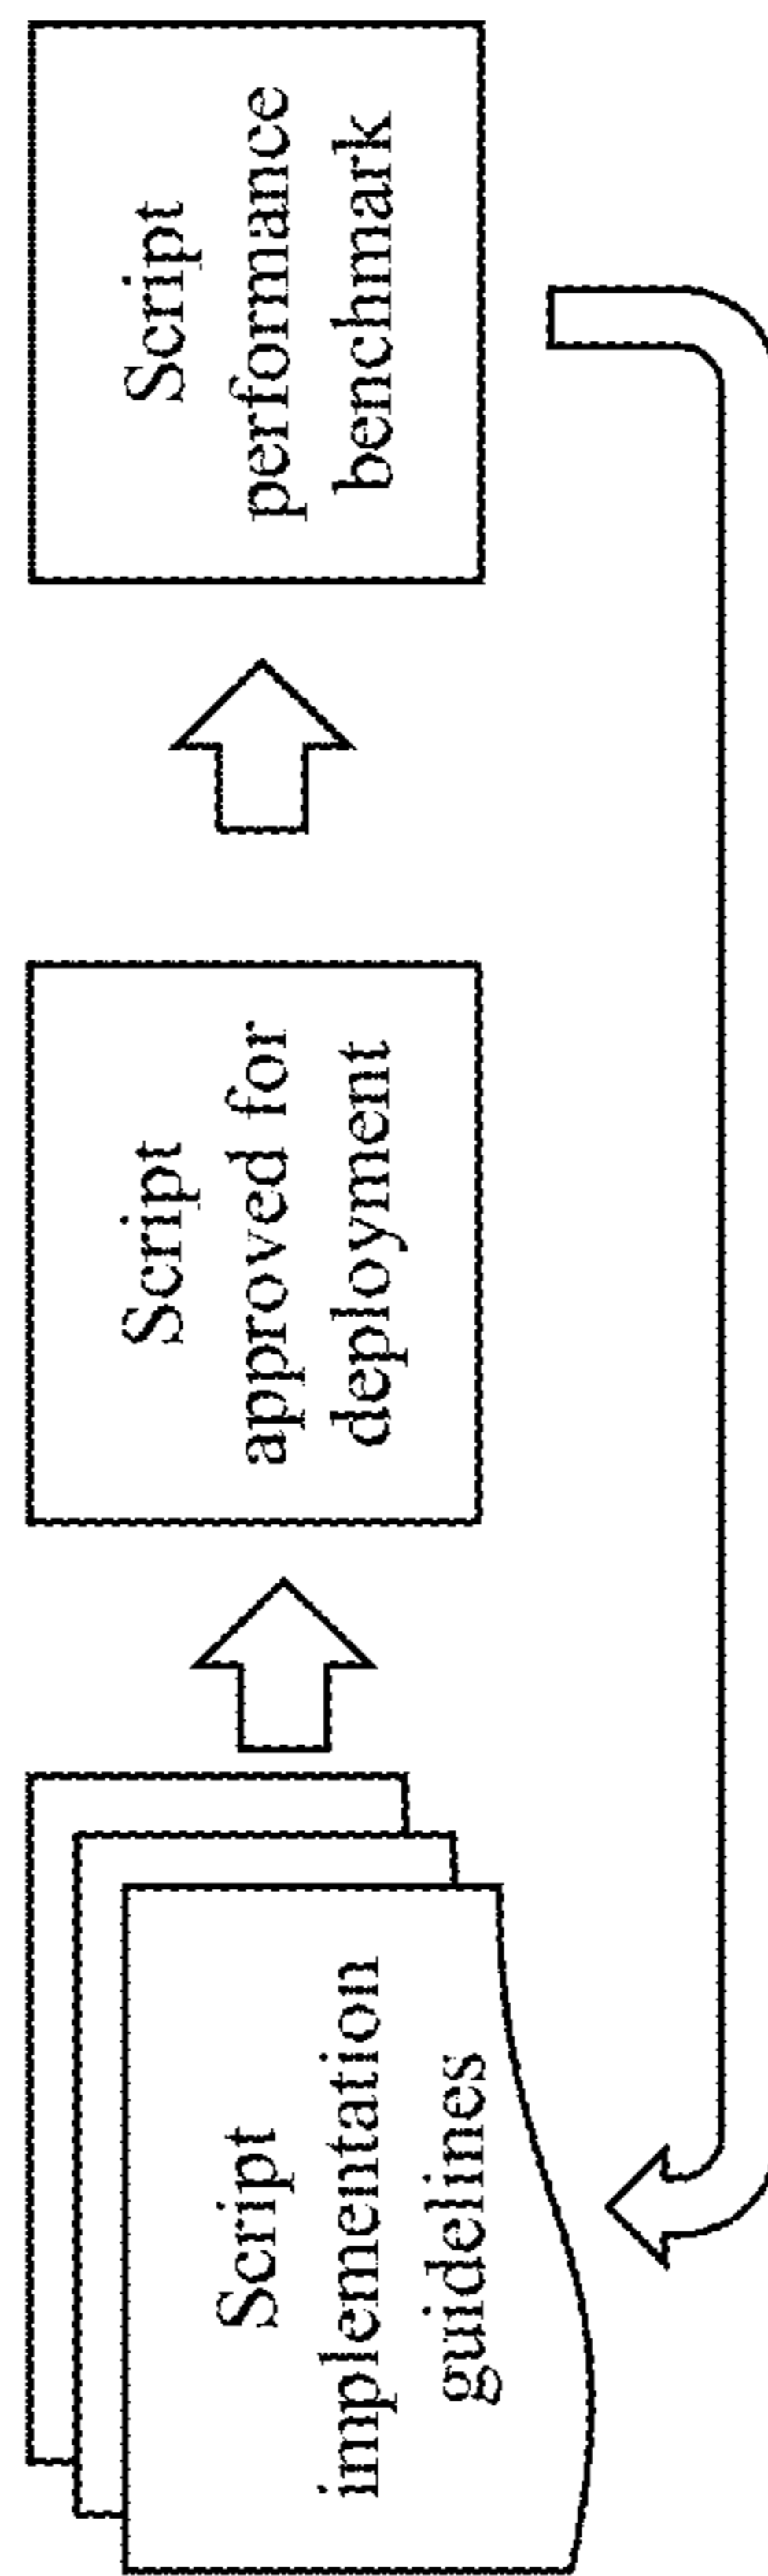 Script
implementation
guidelines
Script
approved for
deployment
Script
performance
benchmark